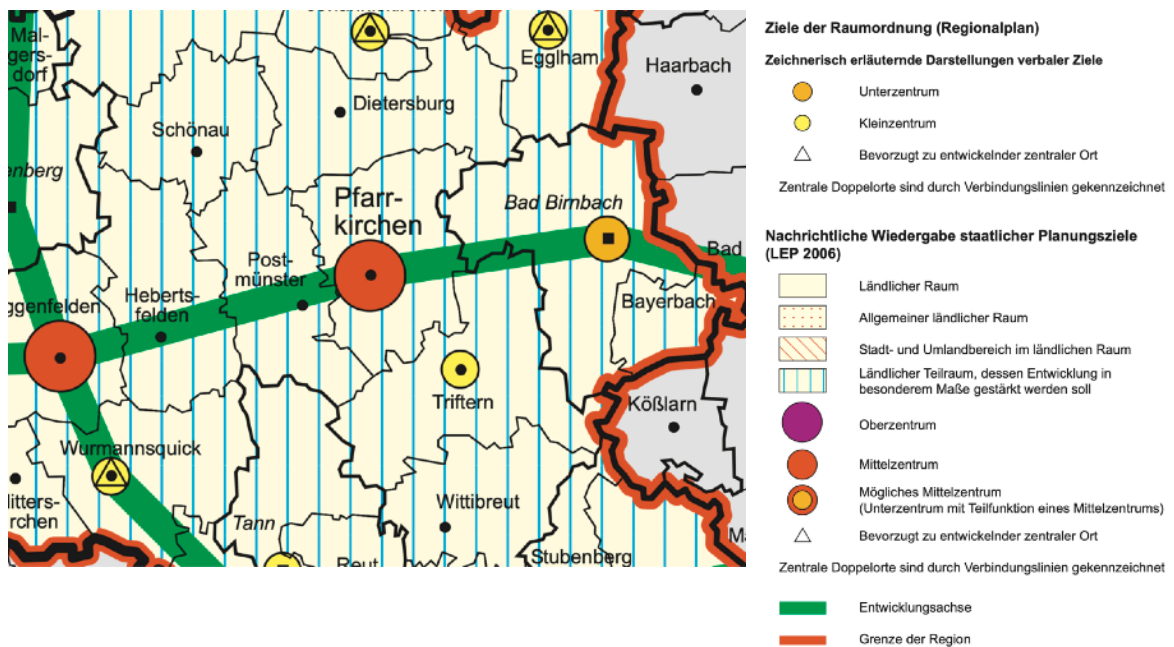 Mal-
gers-
dorf
Egglham
Haarbach
Dietersburg
Schönau
enberg
Pfarr-
kirchen
Bad Birnbach
Post-
münster
Bad
Bayerbach
Heberts-
felden
ggenfelden
Triftern
Kößlarn
Wurmannsquick
Wittibreut
itters-
rchen
Tann
Stubenberg
Reut
Ma
Ziele der Raumordnung (Regionalplan)
Zeichnerisch erläuternde Darstellungen verbaler Ziele
Unterzentrum
Kleinzentrum
Bevorzugt zu entwickelnder zentraler Ort
Zentrale Doppelorte sind durch Verbindungslinien gekennzeichnet
Nachrichtliche Wiedergabe staatlicher Planungsziele
(LEP 2006)
Ländlicher Raum
Allgemeiner ländlicher Raum
Stadt- und Umlandbereich im ländlichen Raum
Ländlicher Teilraum, dessen Entwicklung in
besonderem Maße gestärkt werden soll
Oberzentrum
Mittelzentrum
Mögliches Mittelzentrum
(Unterzentrum mit Teilfunktion eines Mittelzentrums)
Bevorzugt zu entwickelnder zentraler Ort
Zentrale Doppelorte sind durch Verbindungslinien gekennzeichnet
Entwicklungsachse
Grenze der Region